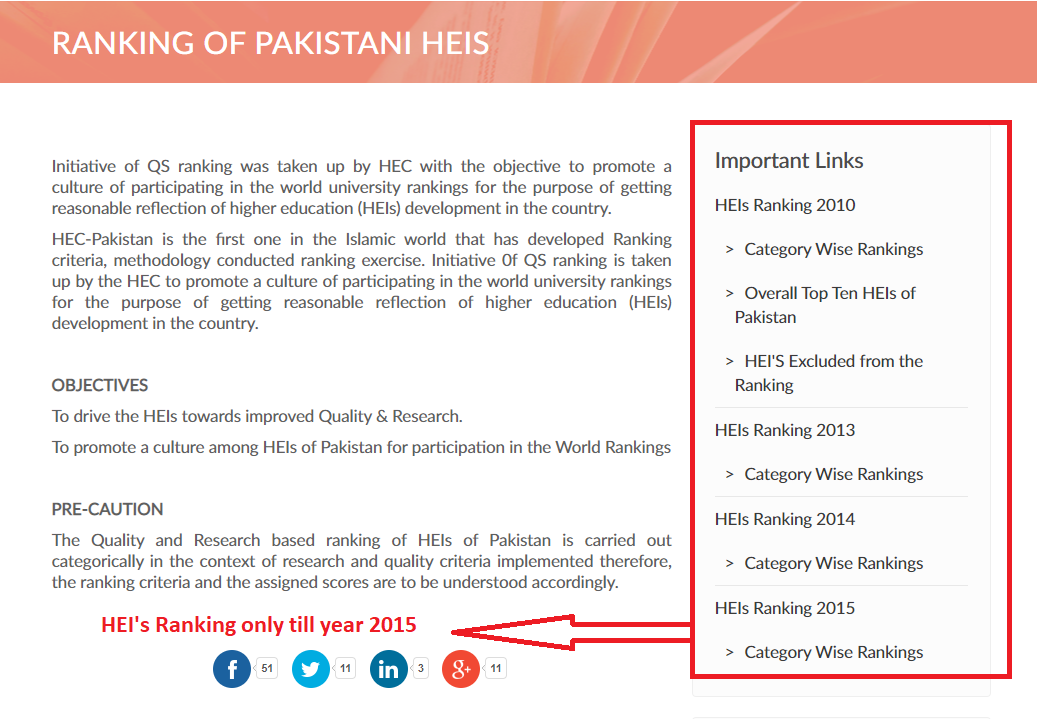 RANKING OF PAKISTANI HEIS
Initiative of QS ranking was taken up by HEC with the objective to promote a
culture of participating in the world university rankings for the purpose of getting
reasonable reflection of higher education (HEIs) development in the country.
HEC-Pakistan is the first one in the Islamic world that has developed Ranking
criteria, methodology conducted ranking exercise. Initiative 0f QS ranking is taken
up by the HEC to promote a culture of participating in the world university rankings
for the purpose of getting reasonable reflection of higher education (HEIs)
development in the country.
OBJECTIVES
To drive the HEIs towards improved Quality & Research.
To promote a culture among HEIs of Pakistan for participation in the World Rankings
PRE-CAUTION
The Quality and Research based ranking of HEIs of Pakistan is carried out
categorically in the context of research and quality criteria implemented therefore,
the ranking criteria and the assigned scores are to be understood accordingly.
HEI's Ranking only till year 2015
f 51 11 in 3 g+ 11
Important Links
HEIs Ranking 2010
> Category Wise Rankings
> Overall Top Ten HEIs of
Pakistan
> HEI'S Excluded from the
Ranking
HEIs Ranking 2013
> Category Wise Rankings
HEIs Ranking 2014
> Category Wise Rankings
HEIs Ranking 2015
> Category Wise Rankings